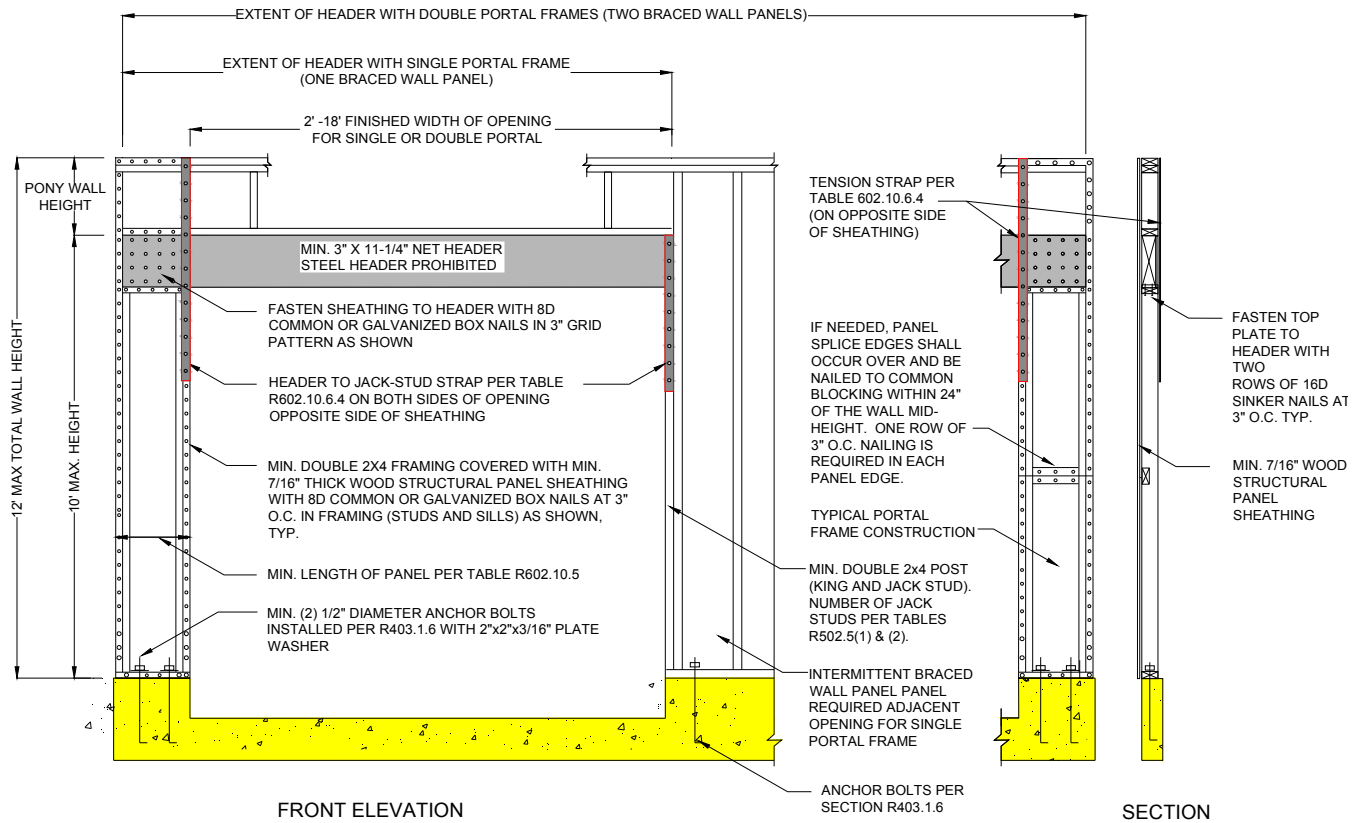 EXTENT OF HEADER WITH DOUBLE PORTAL FRAMES (TWO BRACED WALL PANELS)
EXTENT OF HEADER WITH SINGLE PORTAL FRAME
(ONE BRACED WALL PANEL)
2' -18' FINISHED WIDTH OF OPENING
FOR SINGLE OR DOUBLE PORTAL
PONY WALL
HEIGHT
12' MAX TOTAL WALL HEIGHT
10' MAX. HEIGHT
MIN. 3" X 11-1/4" NET HEADER
STEEL HEADER PROHIBITED
FASTEN SHEATHING TO HEADER WITH 8D
COMMON OR GALVANIZED BOX NAILS IN 3" GRID
PATTERN AS SHOWN
HEADER TO JACK-STUD STRAP PER TABLE
R602.10.6.4 ON BOTH SIDES OF OPENING
OPPOSITE SIDE OF SHEATHING
MIN. DOUBLE 2X4 FRAMING COVERED WITH MIN.
7/16" THICK WOOD STRUCTURAL PANEL SHEATHING
WITH 8D COMMON OR GALVANIZED BOX NAILS AT 3"
O.C. IN FRAMING (STUDS AND SILLS) AS SHOWN,
TYP.
MIN. LENGTH OF PANEL PER TABLE R602.10.5
MIN. (2) 1/2" DIAMETER ANCHOR BOLTS
INSTALLED PER R403.1.6 WITH 2"x2"x3/16" PLATE
WASHER
TENSION STRAP PER
TABLE 602.10.6.4
(ON OPPOSITE SIDE
OF SHEATHING)
IF NEEDED, PANEL
SPLICE EDGES SHALL
OCCUR OVER AND BE
NAILED TO COMMON
BLOCKING WITHIN 24"
OF THE WALL MID-
HEIGHT. ONE ROW OF
3" O.C. NAILING IS
REQUIRED IN EACH
PANEL EDGE.
TYPICAL PORTAL
FRAME CONSTRUCTION
MIN. DOUBLE 2x4 POST
(KING AND JACK STUD).
NUMBER OF JACK
STUDS PER TABLES
R502.5(1) & (2).
INTERMITTENT BRACED
WALL PANEL PANEL
REQUIRED ADJACENT
OPENING FOR SINGLE
PORTAL FRAME
ANCHOR BOLTS PER
SECTION R403.1.6
FASTEN TOP
PLATE TO
HEADER WITH
TWO
ROWS OF 16D
SINKER NAILS AT
3" O.C. TYP.
MIN. 7/16" WOOD
STRUCTURAL
PANEL
SHEATHING
FRONT ELEVATION
SECTION